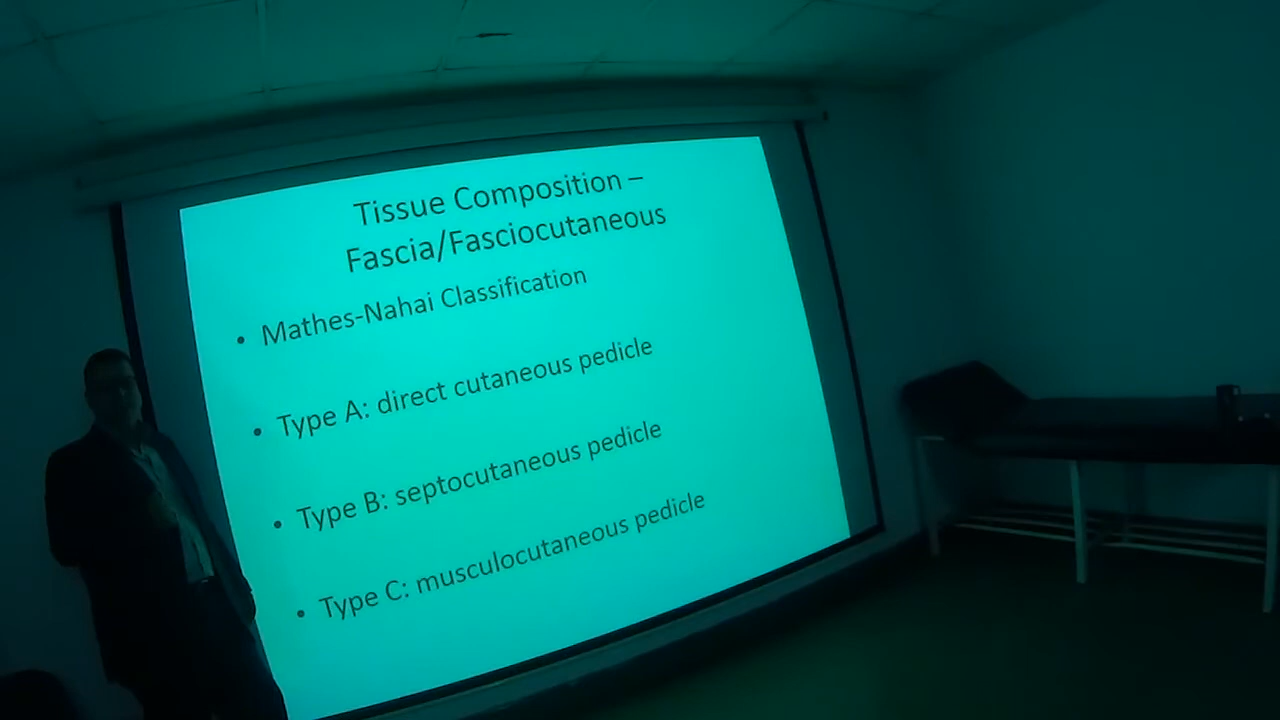 Tissue Composition –
Fascia/Fasciocutaneous
• Mathes-Nahai Classification
• Type A: direct cutaneous pedicle
• Type B: septocutaneous pedicle
• Type C: musculocutaneous pedicle